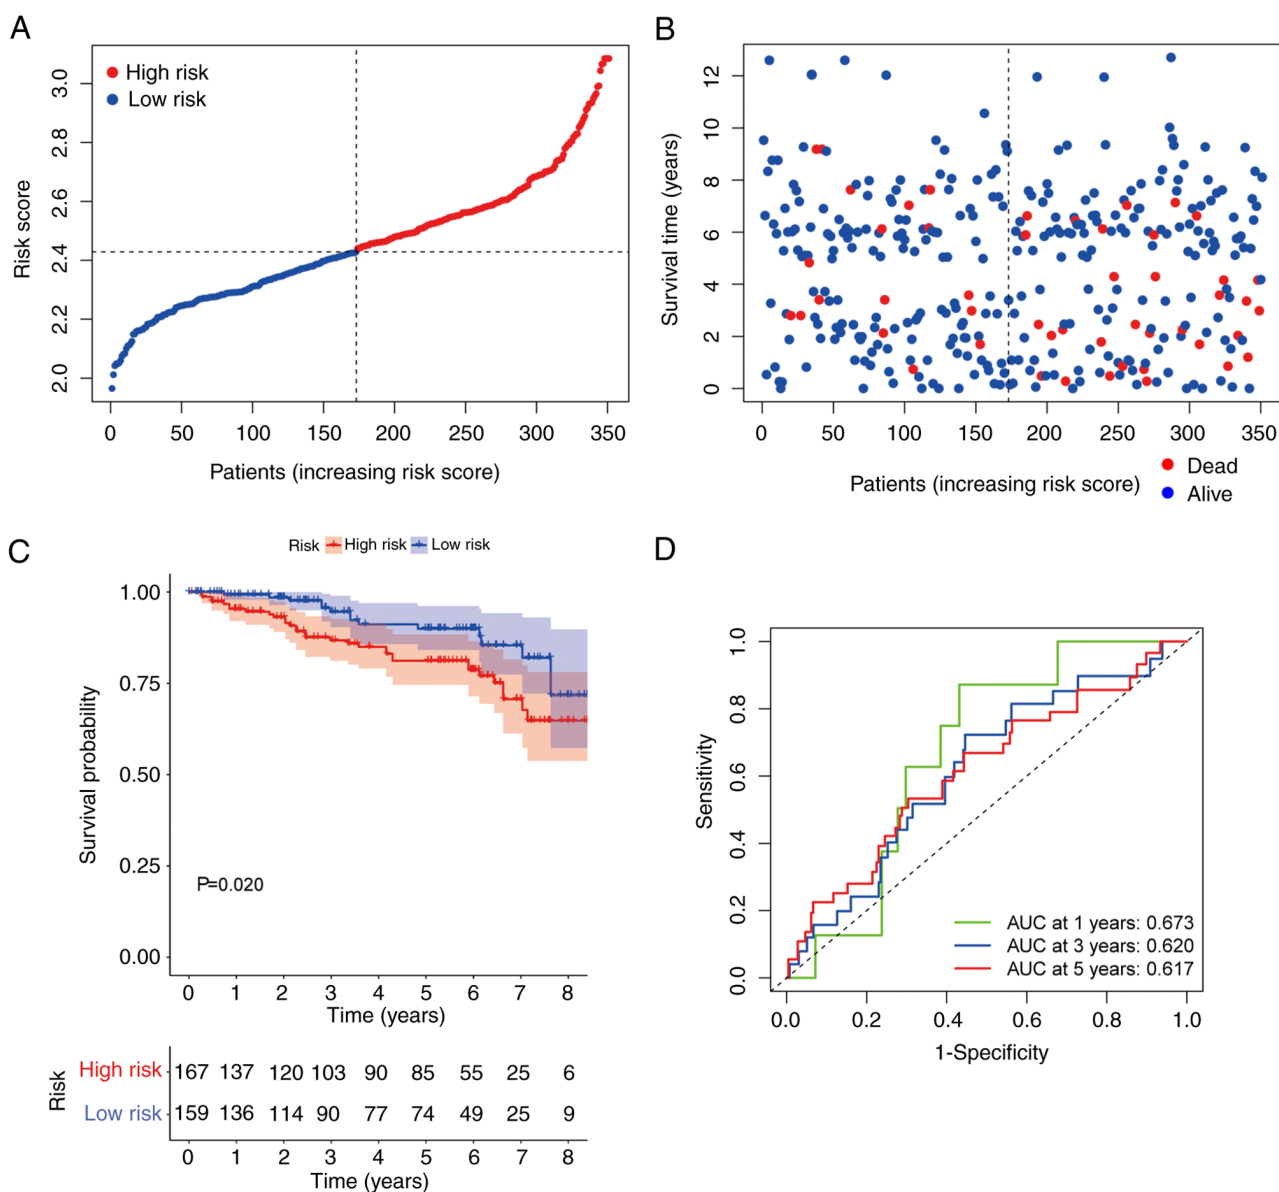 A
High risk
Low risk
Risk score
3.0
2.8
2.6
2.4
2.2
2.0
0 50 100 150 200 250 300 350
Patients (increasing risk score)
B
Survival time (years)
12
10
8
6
4
2
0
0 50 100 150 200 250 300 350
Patients (increasing risk score)
Dead
Alive
C
Risk High risk Low risk
Survival probability
1.00
0.75
0.50
0.25
0.00
P=0.020
0 1 2 3 4 5 6 7 8
Time (years)
Risk
High risk 167 137 120 103 90 85 55 25 6
Low risk 159 136 114 90 77 74 49 25 9
0 1 2 3 4 5 6 7 8
Time (years)
D
Sensitivity
1.0
0.8
0.6
0.4
0.2
0.0
AUC at 1 years: 0.673
AUC at 3 years: 0.620
AUC at 5 years: 0.617
0.0 0.2 0.4 0.6 0.8 1.0
1-Specificity